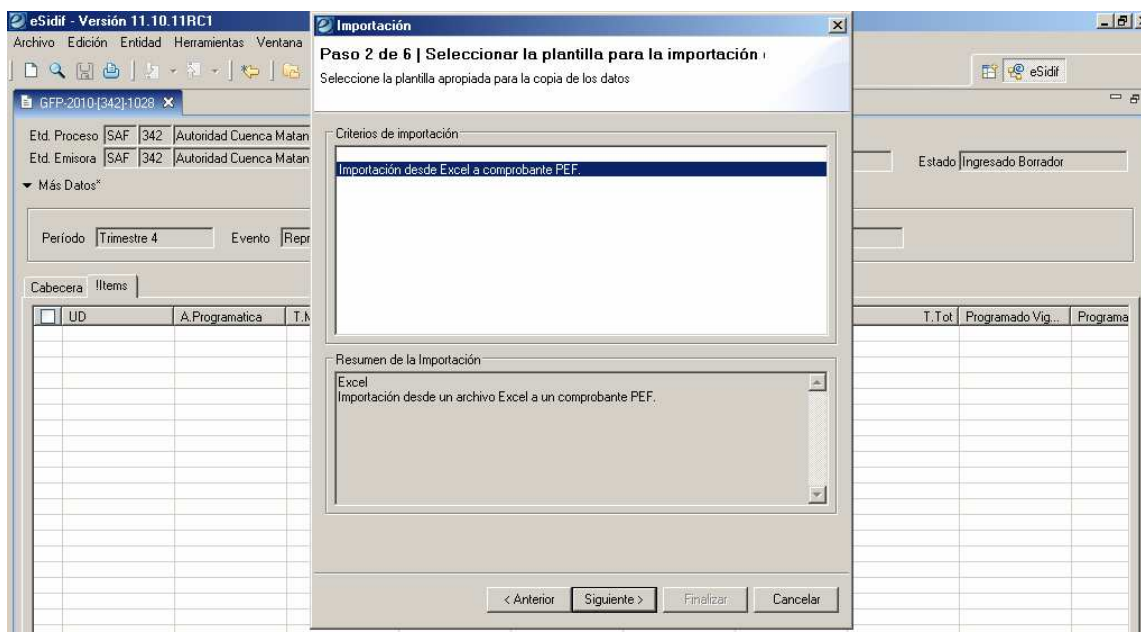 eSidif - Versión 11.10.11RC1
Archivo Edición Entidad Herramientas Ventana
eSidif
GFP-2010-[342]-1028
Etd. Proceso SAF 342 Autoridad Cuenca Matan
Etd. Emisora SAF 342 Autoridad Cuenca Matan
Estado Ingresado Borrador
Más Datos*
Período Trimestre 4 Evento Repr
Cabecera !Items
UD A.Programatica T.M T.Tot Programado Vig... Programa
Importación
Paso 2 de 6 | Seleccionar la plantilla para la importación
Seleccione la plantilla apropiada para la copia de los datos
Criterios de importación
Importación desde Excel a comprobante PEF.
Resumen de la Importación
Excel
Importación desde un archivo Excel a un comprobante PEF.
< Anterior Siguiente > Finalizar Cancelar